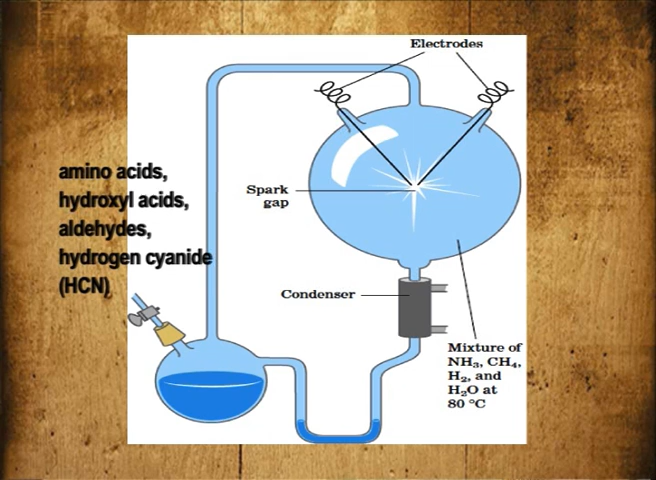 Electrodes
amino acids,
hydroxyl acids,
aldehydes,
hydrogen cyanide
(HCN)
Spark
gap
Condenser
Mixture of
NH₃, CH₄,
H₂, and
H₂O at
80 °C